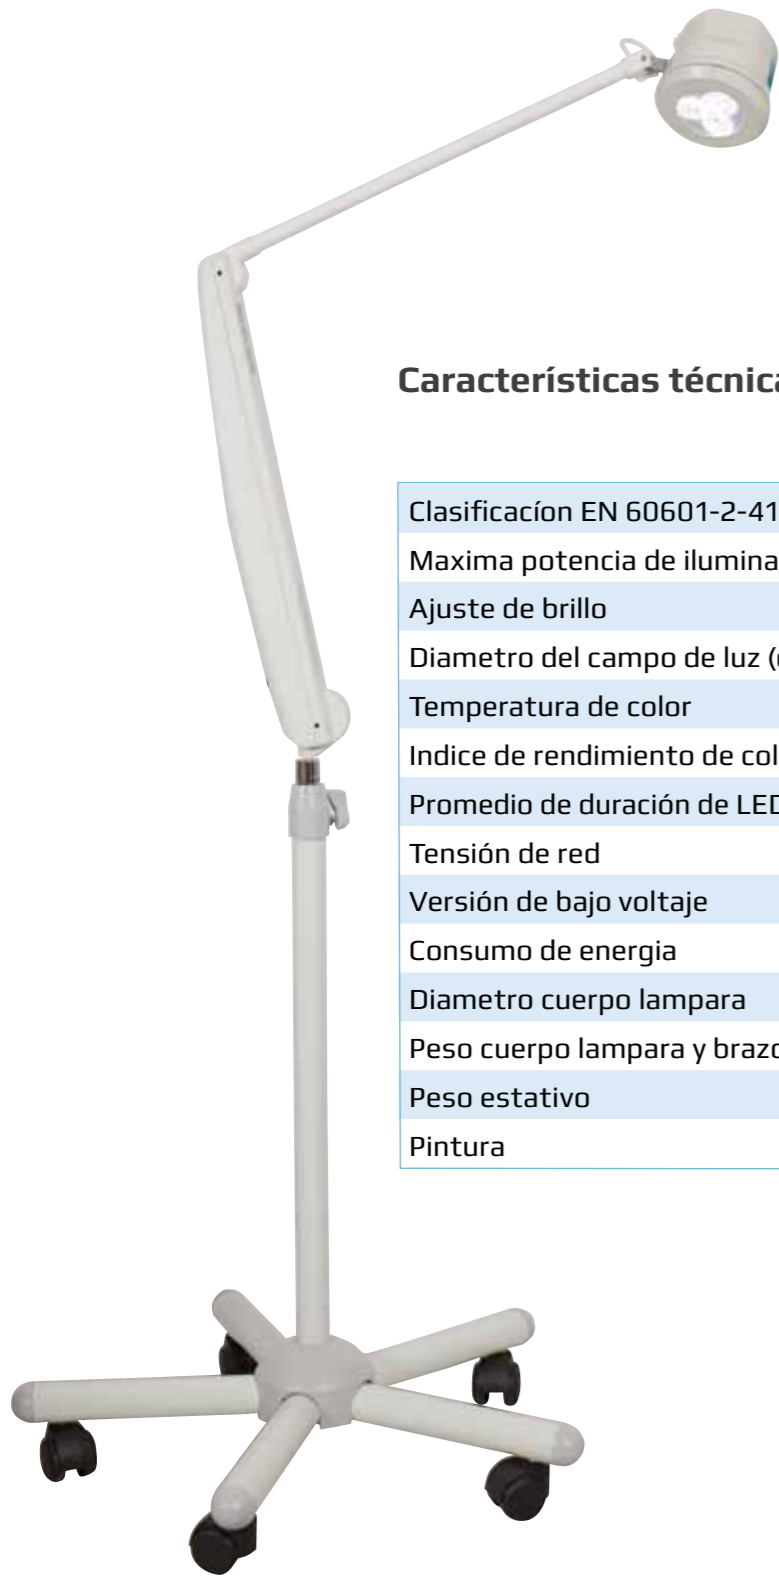 Características técnica
Clasificacíon EN 60601-2-41
Maxima potencia de ilumina
Ajuste de brillo
Diametro del campo de luz (
Temperatura de color
Indice de rendimiento de col
Promedio de duración de LED
Tensión de red
Versión de bajo voltaje
Consumo de energia
Diametro cuerpo lampara
Peso cuerpo lampara y brazo
Peso estativo
Pintura